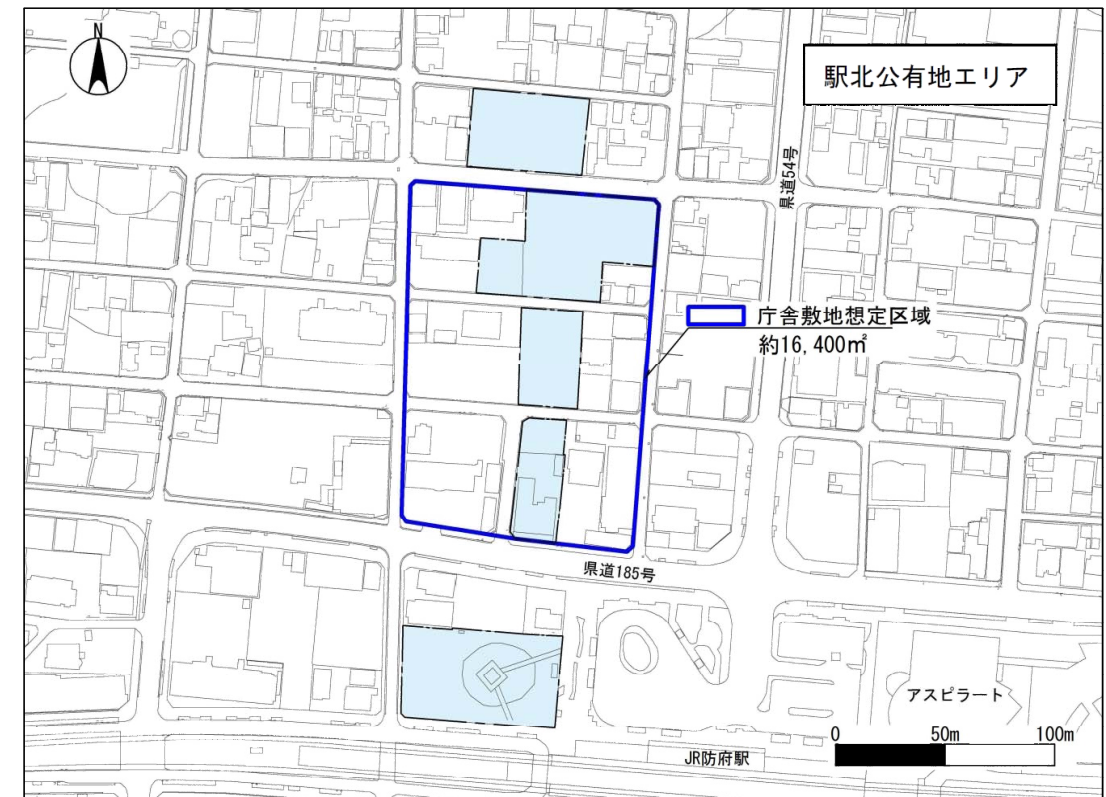 N
駅北公有地エリア
県道54号
庁舎敷地想定区域
約16,400㎡
県道185号
アスピラート
0 50m 100m
JR防府駅